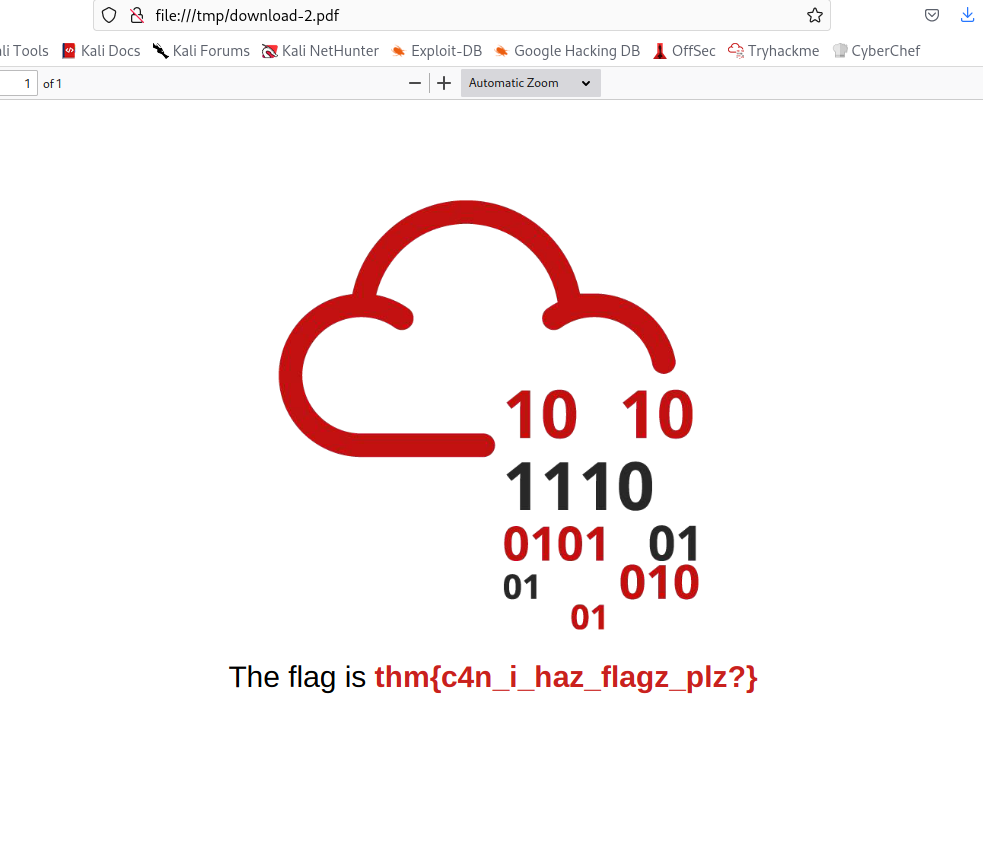 file:///tmp/download-2.pdf
li Tools Kali Docs Kali Forums Kali NetHunter Exploit-DB Google Hacking DB OffSec Tryhackme CyberChef
1 of 1 Automatic Zoom
10 10
1110
0101 01
01 010
01
The flag is thm{c4n_i_haz_flagz_plz?}